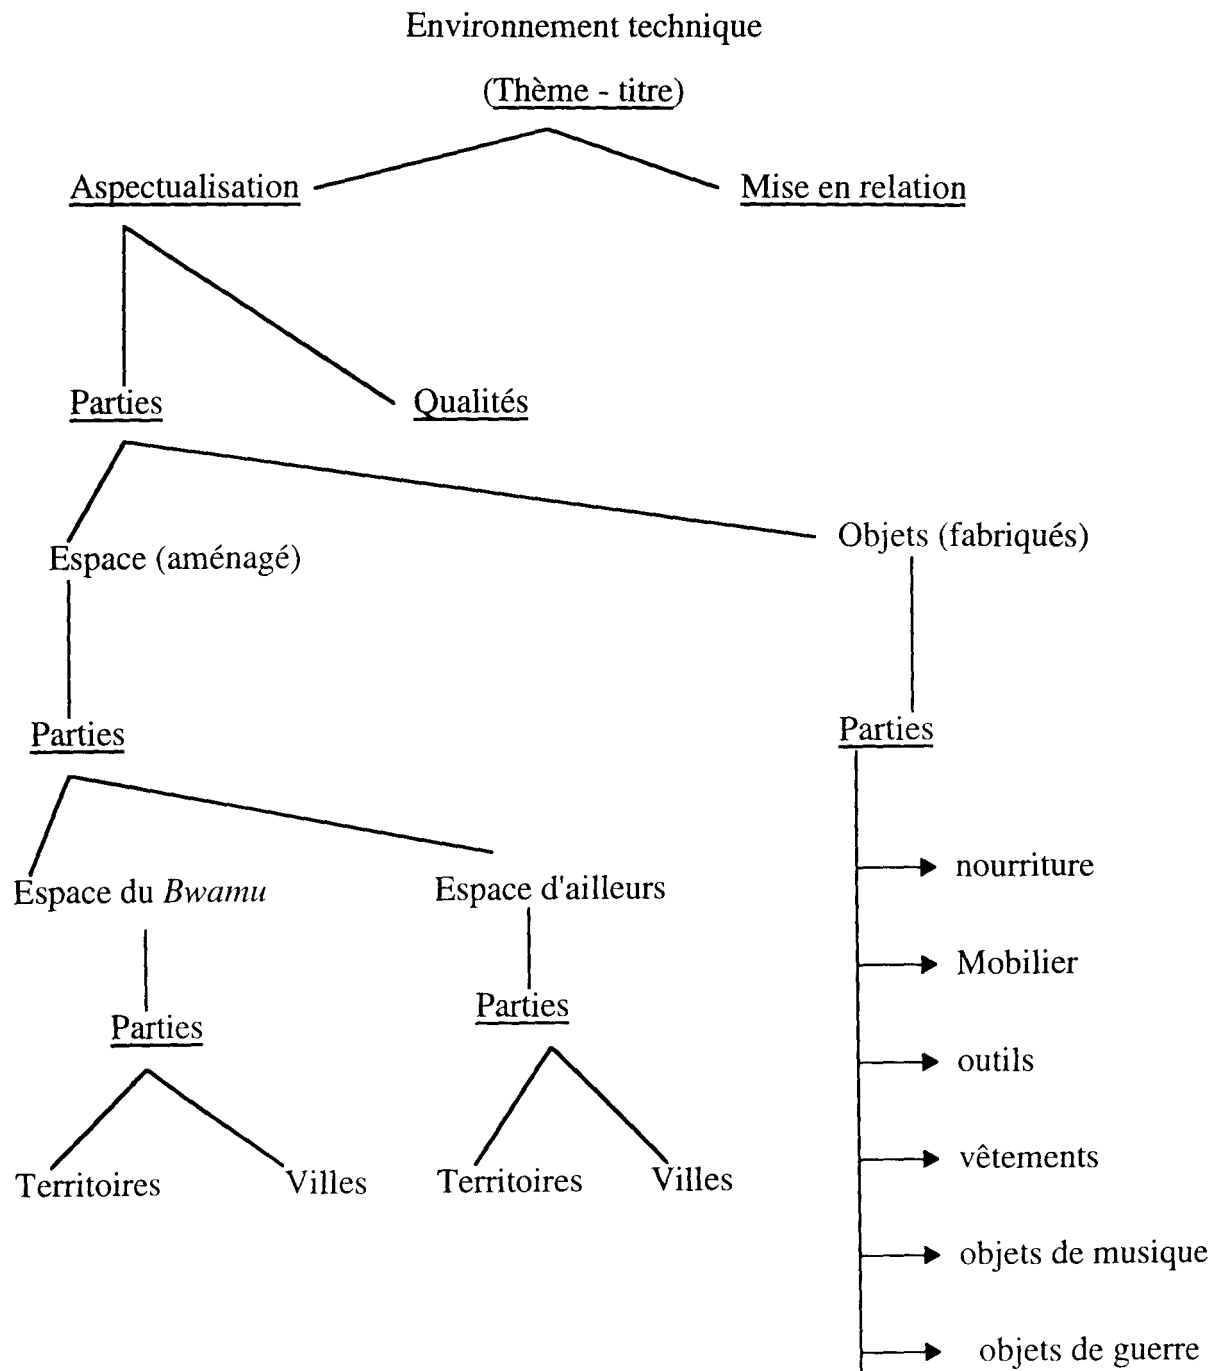 Environnement technique
(Thème - titre)
Aspectualisation
Mise en relation
Parties
Qualités
Espace (aménagé)
Objets (fabriqués)
Parties
Parties
Espace du Bwamu
Espace d'ailleurs
nourriture
Mobilier
Parties
Parties
outils
Territoires
Villes
Territoires
Villes
vêtements
objets de musique
objets de guerre